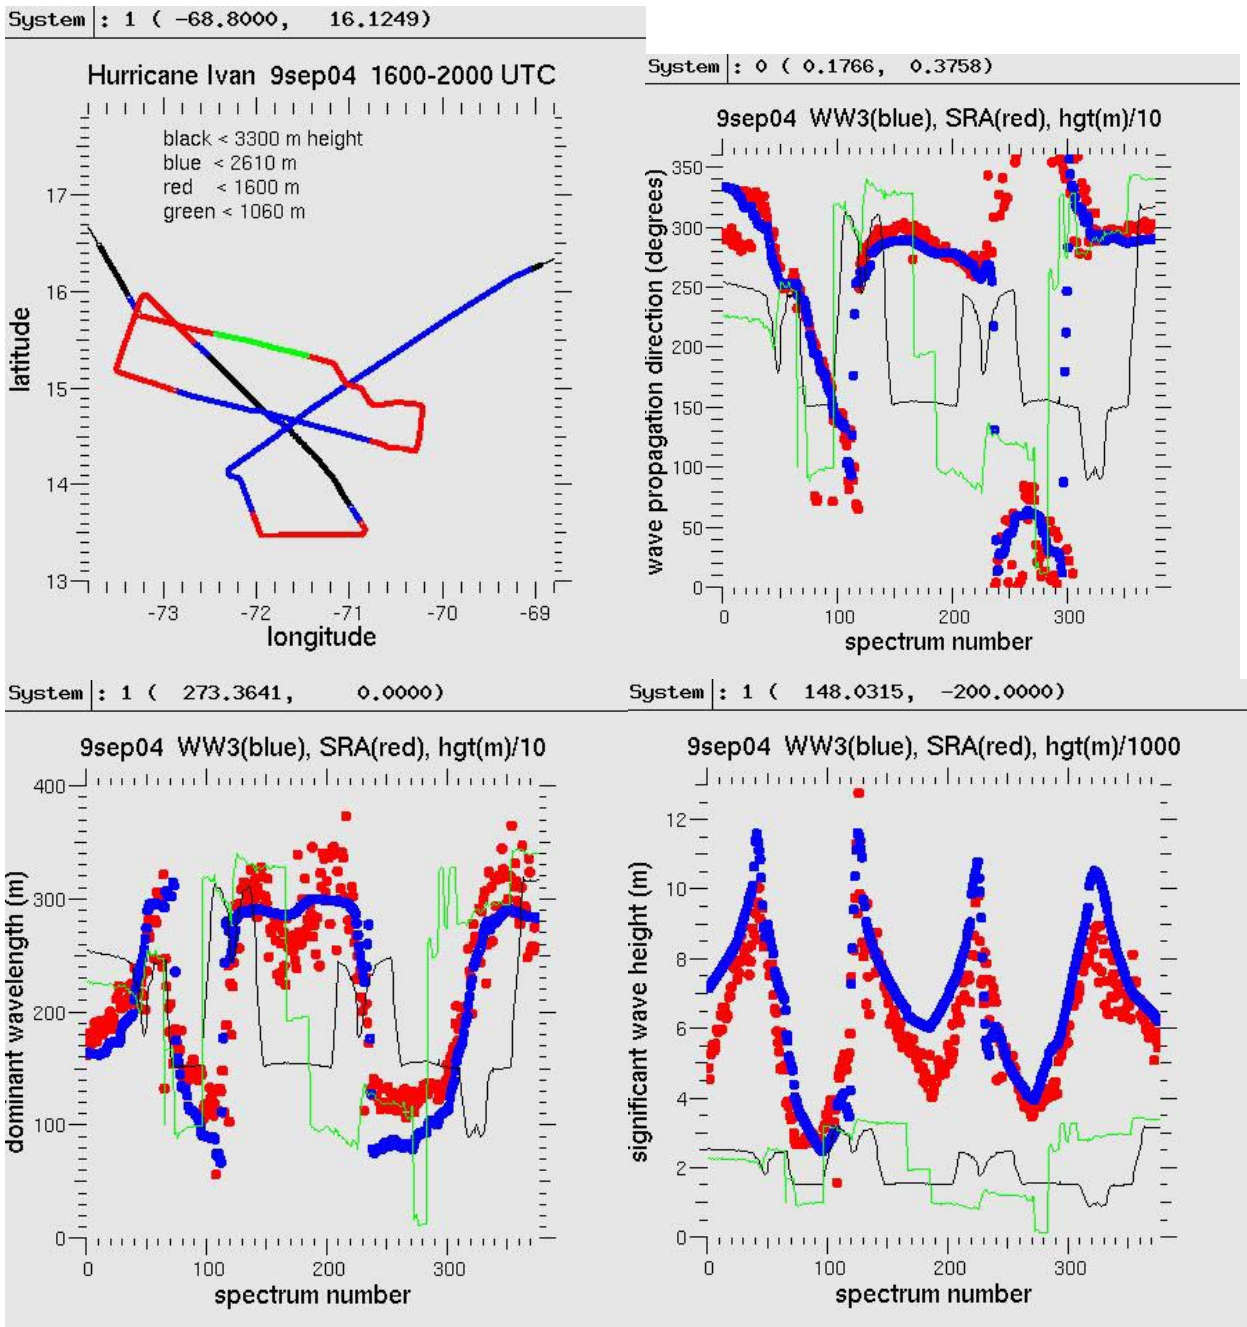 System : 1 ( -68.8000, 16.1249)
Hurricane Ivan 9sep04 1600-2000 UTC
black < 3300 m height
blue < 2610 m
red < 1600 m
green < 1060 m
17
16
15
14
13
latitude
-73 -72 -71 -70 -69
longitude
System : 0 ( 0.1766, 0.3758)
9sep04 WW3(blue), SRA(red), hgt(m)/10
350
300
250
200
150
100
50
0
wave propagation direction (degrees)
0 100 200 300
spectrum number
System : 1 ( 273.3641, 0.0000)
9sep04 WW3(blue), SRA(red), hgt(m)/10
400
300
200
100
0
dominant wavelength (m)
0 100 200 300
spectrum number
System : 1 ( 148.0315, -200.0000)
9sep04 WW3(blue), SRA(red), hgt(m)/1000
12
10
8
6
4
2
0
significant wave height (m)
0 100 200 300
spectrum number